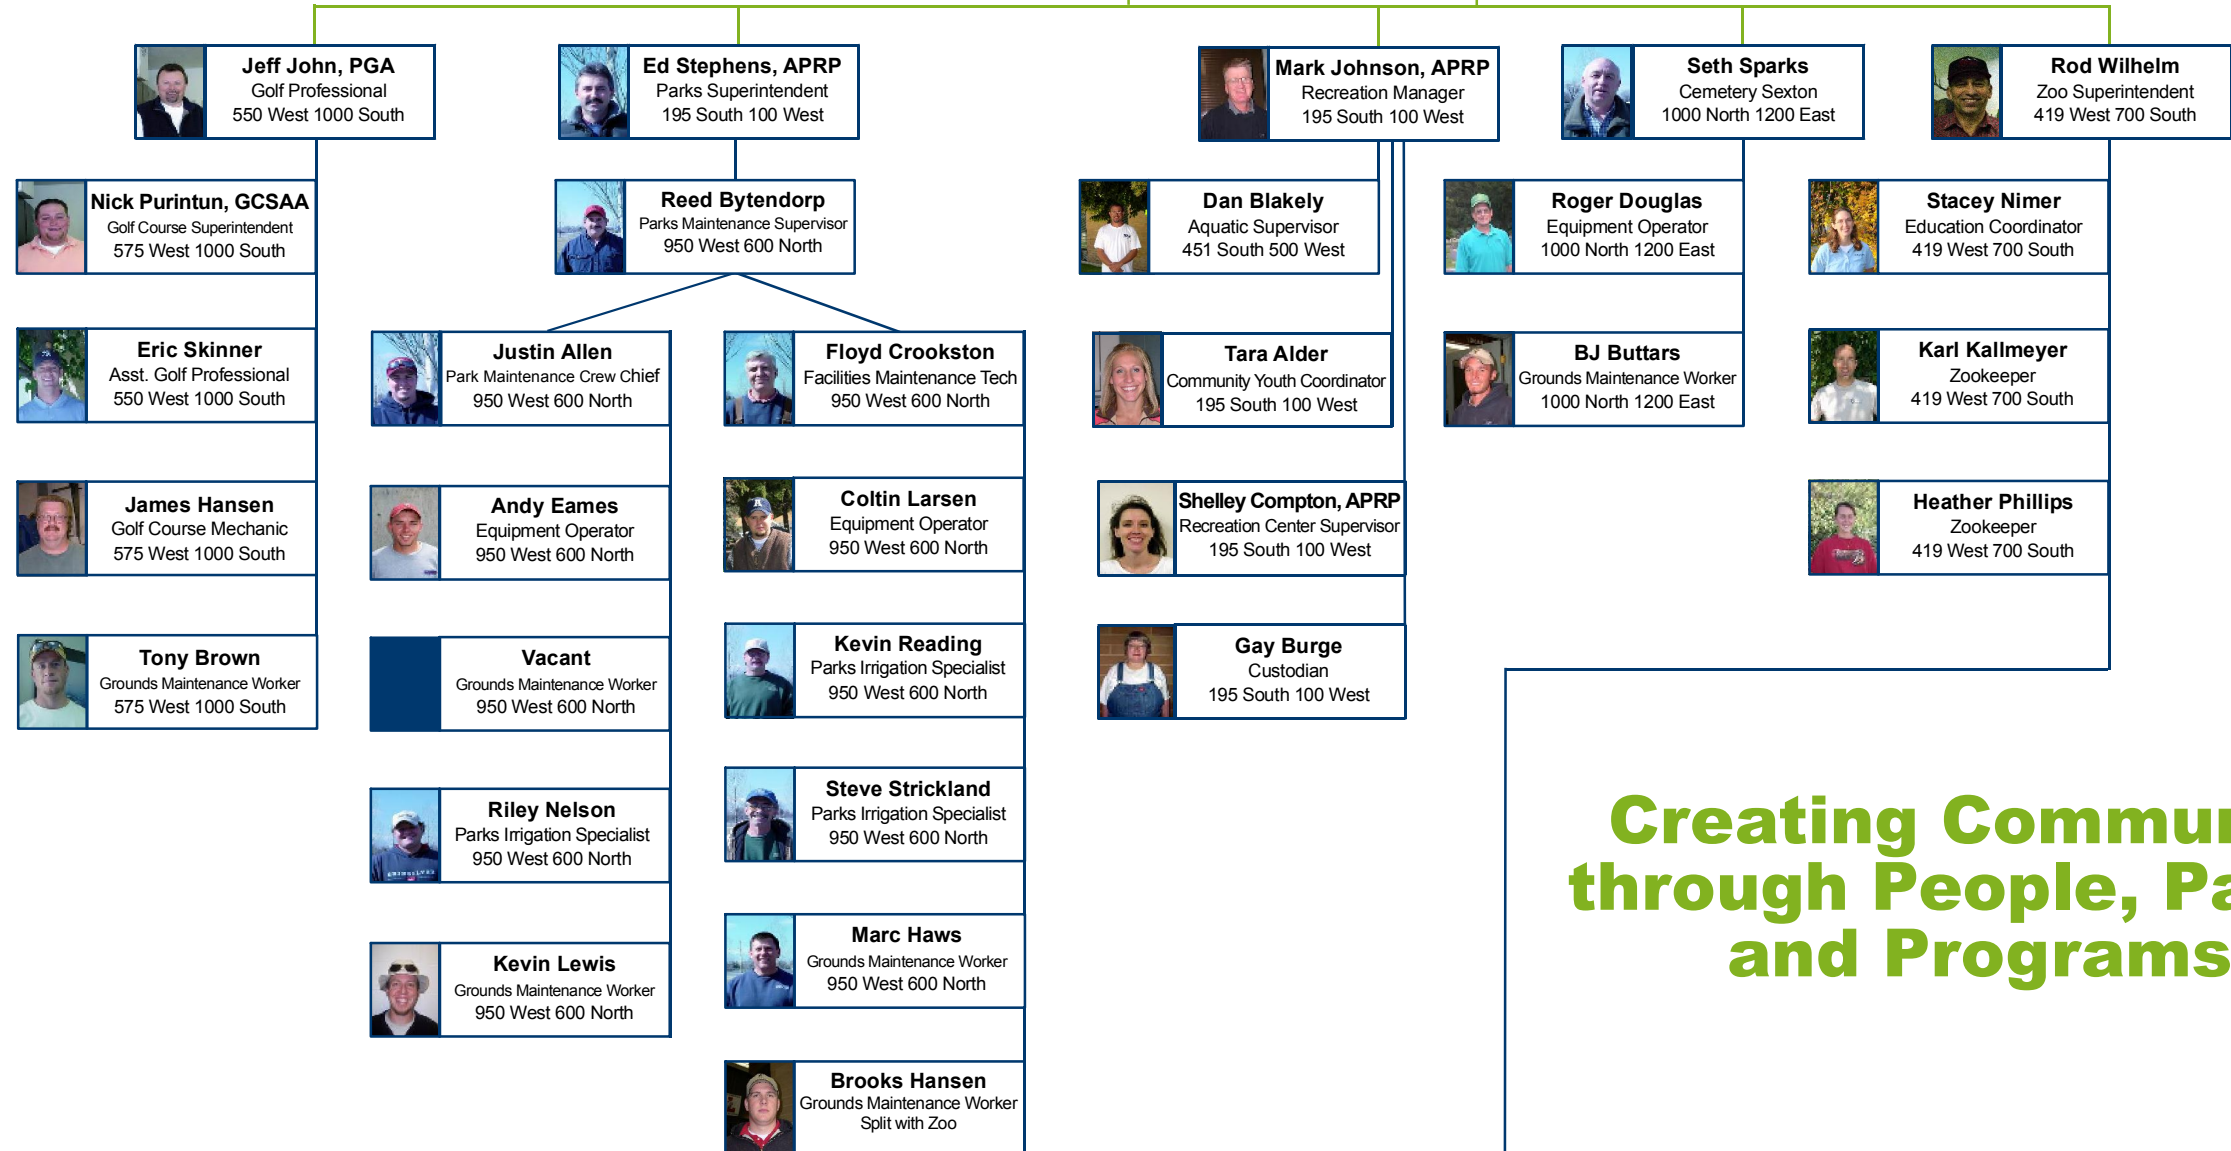 Jeff John, PGA
Golf Professional
550 West 1000 South
Ed Stephens, APRP
Parks Superintendent
195 South 100 West
Mark Johnson, APRP
Recreation Manager
195 South 100 West
Seth Sparks
Cemetery Sexton
1000 North 1200 East
Rod Wilhelm
Zoo Superintendent
419 West 700 South
Nick Purintun, GCSAA
Golf Course Superintendent
575 West 1000 South
Reed Bytendorp
Parks Maintenance Supervisor
950 West 600 North
Dan Blakely
Aquatic Supervisor
451 South 500 West
Roger Douglas
Equipment Operator
1000 North 1200 East
Stacey Nimer
Education Coordinator
419 West 700 South
Eric Skinner
Asst. Golf Professional
550 West 1000 South
Justin Allen
Park Maintenance Crew Chief
950 West 600 North
Floyd Crookston
Facilities Maintenance Tech
950 West 600 North
Tara Alder
Community Youth Coordinator
195 South 100 West
BJ Buttars
Grounds Maintenance Worker
1000 North 1200 East
Karl Kallmeyer
Zookeeper
419 West 700 South
James Hansen
Golf Course Mechanic
575 West 1000 South
Andy Eames
Equipment Operator
950 West 600 North
Coltin Larsen
Equipment Operator
950 West 600 North
Shelley Compton, APRP
Recreation Center Supervisor
195 South 100 West
Heather Phillips
Zookeeper
419 West 700 South
Tony Brown
Grounds Maintenance Worker
575 West 1000 South
Vacant
Grounds Maintenance Worker
950 West 600 North
Kevin Reading
Parks Irrigation Specialist
950 West 600 North
Gay Burge
Custodian
195 South 100 West
Riley Nelson
Parks Irrigation Specialist
950 West 600 North
Steve Strickland
Parks Irrigation Specialist
950 West 600 North
Kevin Lewis
Grounds Maintenance Worker
950 West 600 North
Marc Haws
Grounds Maintenance Worker
950 West 600 North
Brooks Hansen
Grounds Maintenance Worker
Split with Zoo
Creating
through People,
and Programs